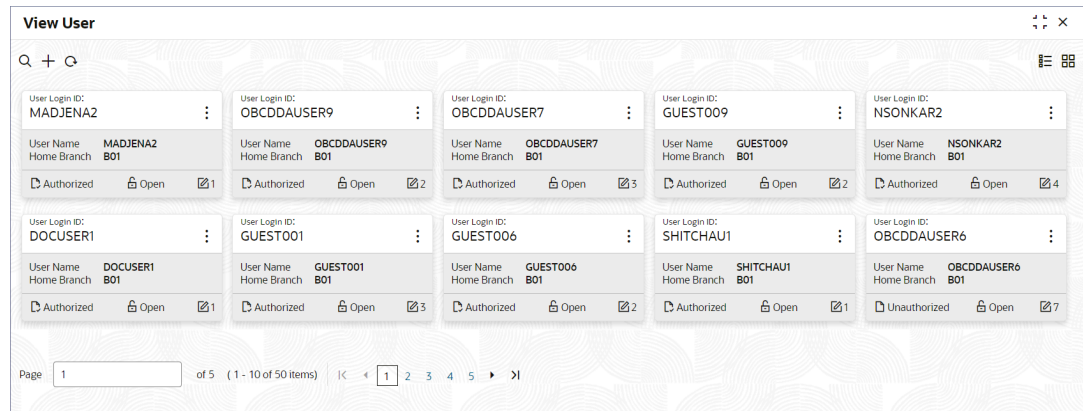 View User
User Login ID:
MADJENA2
User Name MADJENA2
Home Branch B01
Authorized Open 1
User Login ID:
OBCDDAUSER9
User Name OBCDDAUSER9
Home Branch B01
Authorized Open 2
User Login ID:
OBCDDAUSER7
User Name OBCDDAUSER7
Home Branch B01
Authorized Open 3
User Login ID:
GUEST009
User Name GUEST009
Home Branch B01
Authorized Open 2
User Login ID:
NSONKAR2
User Name NSONKAR2
Home Branch B01
Authorized Open 4
User Login ID:
DOCUSER1
User Name DOCUSER1
Home Branch B01
Authorized Open 1
User Login ID:
GUEST001
User Name GUEST001
Home Branch B01
Authorized Open 3
User Login ID:
GUEST006
User Name GUEST006
Home Branch B01
Authorized Open 2
User Login ID:
SHITCHAU1
User Name SHITCHAU1
Home Branch B01
Authorized Open 1
User Login ID:
OBCDDAUSER6
User Name OBCDDAUSER6
Home Branch B01
Unauthorized Open 7
Page 1 of 5 (1 - 10 of 50 items) 1 2 3 4 5